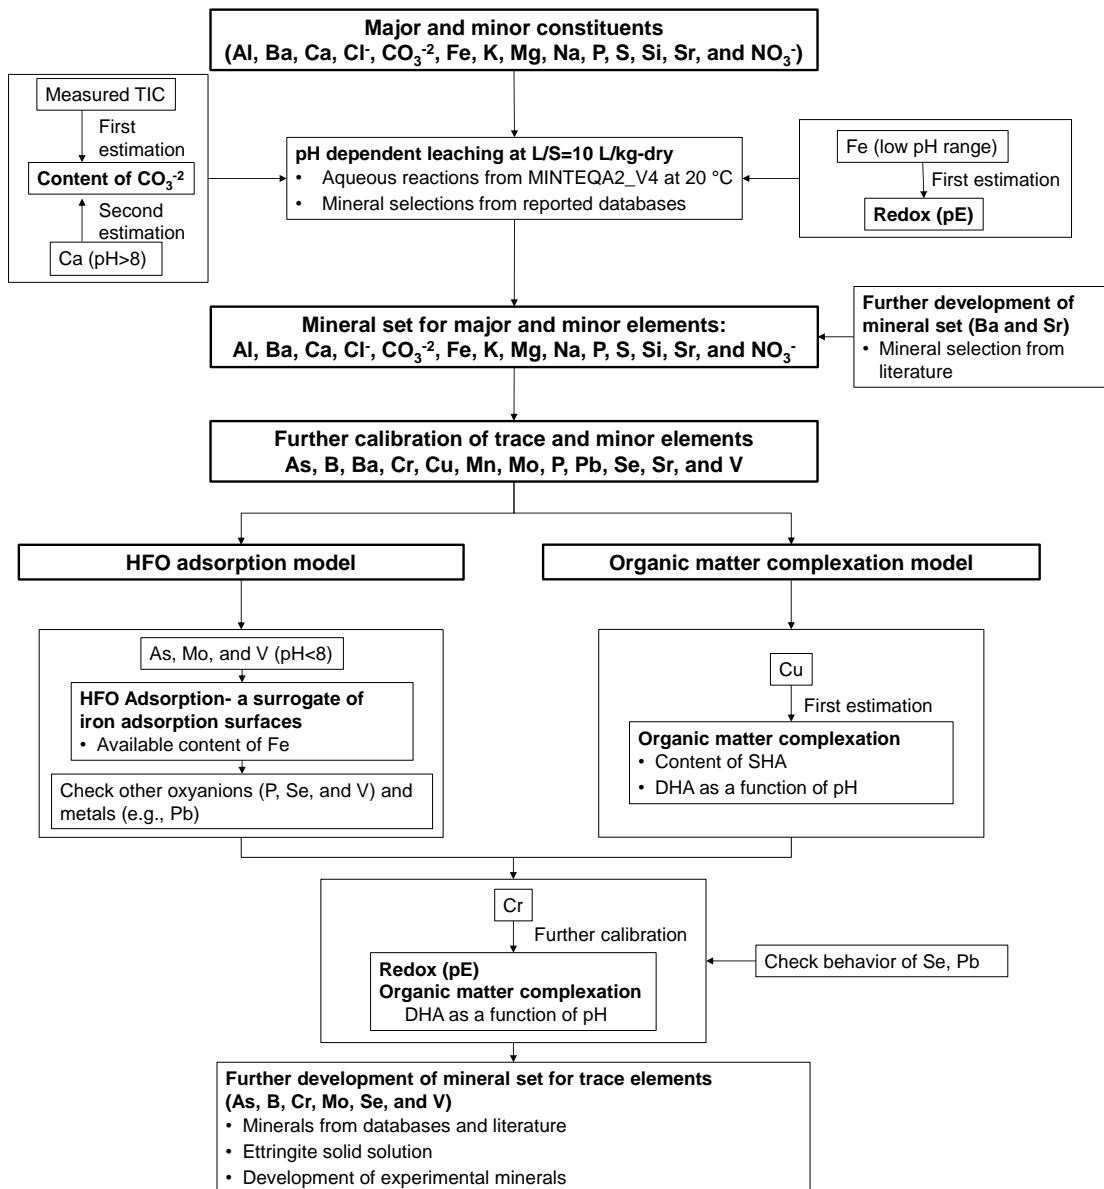 Major and minor constituents
(Al, Ba, Ca, Cl⁻, CO₃⁻², Fe, K, Mg, Na, P, S, Si, Sr, and NO₃⁻)
Measured TIC
First
estimation
Content of CO₃⁻²
Second
estimation
Ca (pH>8)
pH dependent leaching at L/S=10 L/kg-dry
• Aqueous reactions from MINTEQA2_V4 at 20 °C
• Mineral selections from reported databases
Fe (low pH range)
First estimation
Redox (pE)
Mineral set for major and minor elements:
Al, Ba, Ca, Cl⁻, CO₃⁻², Fe, K, Mg, Na, P, S, Si, Sr, and NO₃⁻
Further development of
mineral set (Ba and Sr)
• Mineral selection from
literature
Further calibration of trace and minor elements
As, B, Ba, Cr, Cu, Mn, Mo, P, Pb, Se, Sr, and V
HFO adsorption model
Organic matter complexation model
As, Mo, and V (pH<8)
HFO Adsorption- a surrogate of
iron adsorption surfaces
• Available content of Fe
Check other oxyanions (P, Se, and V) and
metals (e.g., Pb)
Cu
First estimation
Organic matter complexation
• Content of SHA
• DHA as a function of pH
Cr
Further calibration
Redox (pE)
Organic matter complexation
DHA as a function of pH
Check behavior of Se, Pb
Further development of mineral set for trace elements
(As, B, Cr, Mo, Se, and V)
• Minerals from databases and literature
• Ettringite solid solution
• Development of experimental minerals